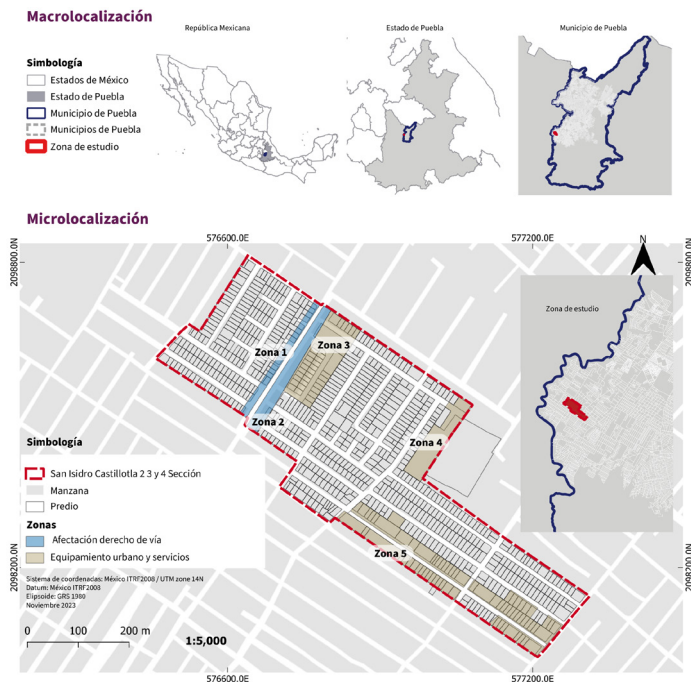 Macrolocalización
República Mexicana
Estado de Puebla
Municipio de Puebla
Simbología
Estados de México
Estado de Puebla
Municipio de Puebla
Municipios de Puebla
Zona de estudio
Microlocalización
576600.0
577200.0E
N
2098800.0N
2098800.0N
Zona de estudio
Zona 1
Zona 3
Zona 2
Zona 4
Zona 5
Simbología
San Isidro Castillotla 2 3 y 4 Sección
Manzana
Predio
Zonas
Afectación derecho de vía
Equipamiento urbano y servicios
Sistema de coordenadas: México ITRF2008 / UTM zone 14N
Datum: México ITRF2008
Elipsoide: GRS 1980
Noviembre 2023
0 100 200 m
1:5,000
2098200.0N
2098200.0N
576600.0E
577200.0E